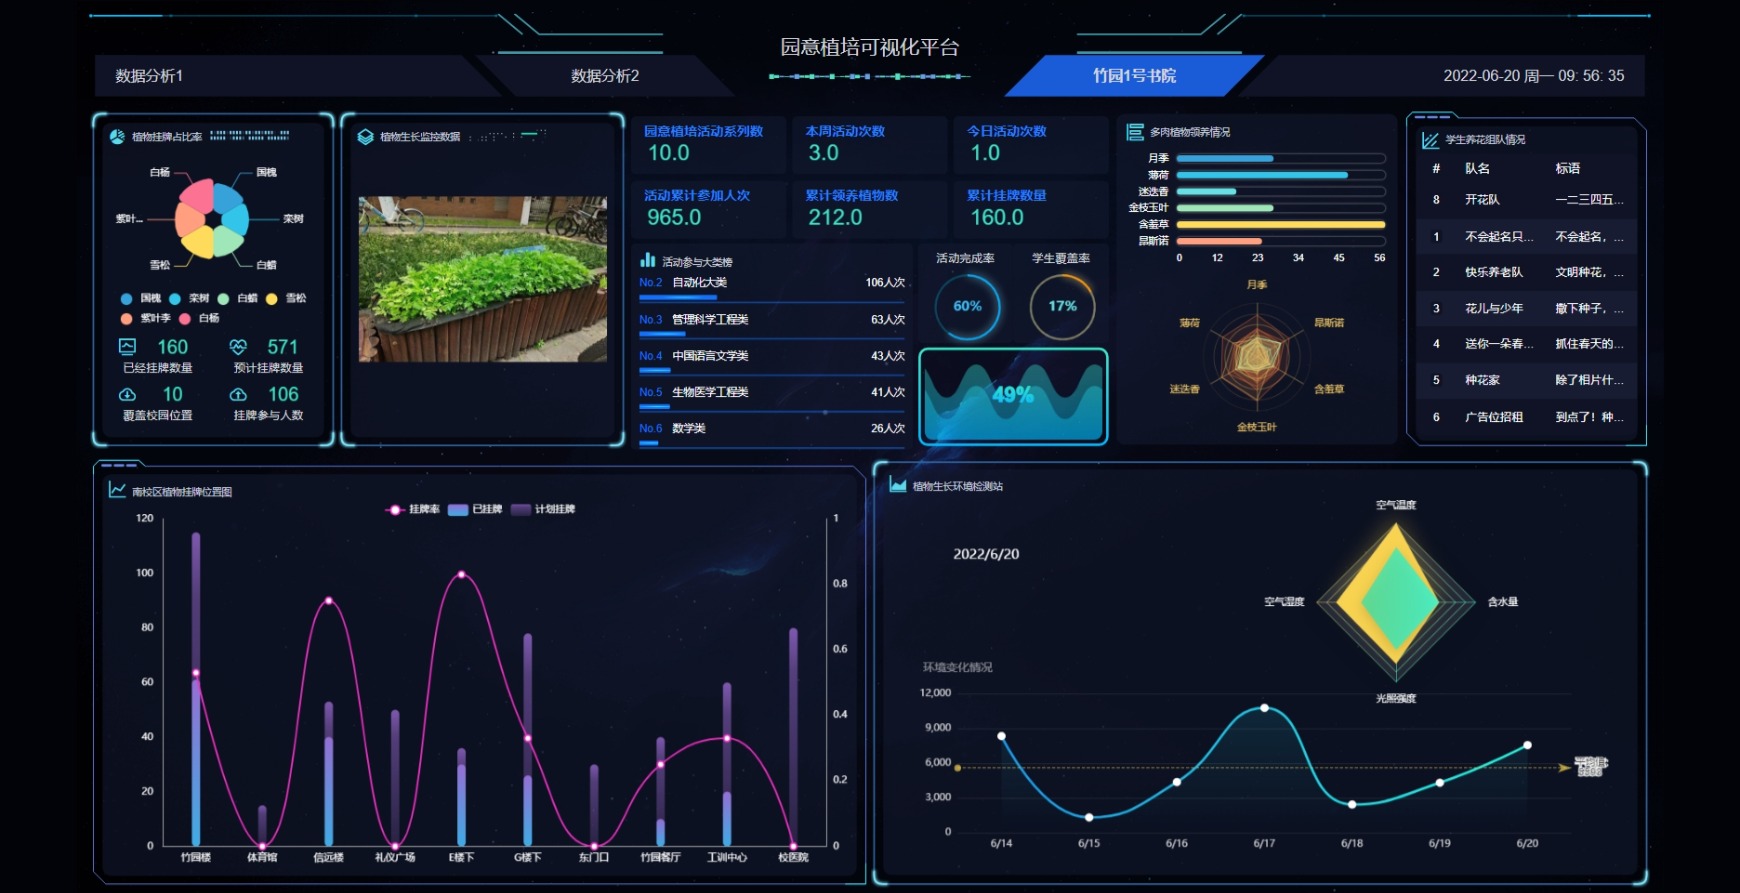 园意植培可视化平台
数据分析1
数据分析2
竹园1号书院
2022-06-20 周一 09: 56: 35
植物挂牌占比率
白杨
国槐
紫叶...
栾树
雪松
白蜡
国槐 栾树 白蜡 雪松
紫叶李 白杨
160
已经挂牌数量
571
预计挂牌数量
10
覆盖校园位置
106
挂牌参与人数
植物生长监控数据
园意植培活动系列数
10.0
本周活动次数
3.0
今日活动次数
1.0
活动累计参加人次
965.0
累计领养植物数
212.0
累计挂牌数量
160.0
活动参与大类榜
No.2 自动化大类 106人次
No.3 管理科学工程类 63人次
No.4 中国语言文学类 43人次
No.5 生物医学工程类 41人次
No.6 数学类 26人次
活动完成率
60%
学生覆盖率
17%
49%
多肉植物领养情况
月季
薄荷
迷迭香
金枝玉叶
含羞草
昂斯诺
0 12 23 34 45 56
月季
薄荷
昂斯诺
迷迭香
含羞草
金枝玉叶
学生养花组队情况
# 队名 标语
8 开花队 一二三四五...
1 不会起名只... 不会起名，...
2 快乐养老队 文明种花，...
3 花儿与少年 撒下种子，...
4 送你一朵春... 抓住春天的...
5 种花家 除了相片什...
6 广告位招租 到点了！种...
南校区植物挂牌位置图
挂牌率 已挂牌 计划挂牌
120
100
80
60
40
20
0
1
0.8
0.6
0.4
0.2
0
竹园楼 体育馆 信远楼 礼仪广场 E楼下 G楼下 东门口 竹园餐厅 工训中心 校医院
植物生长环境检测站
2022/6/20
空气温度
空气湿度
含水量
光照强度
环境变化情况
12,000
9,000
6,000
3,000
0
6/14 6/15 6/16 6/17 6/18 6/19 6/20